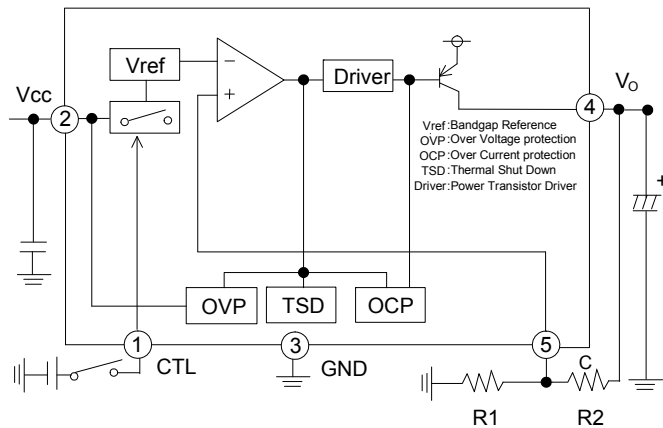 Vref
−
+
Driver
Vcc
2
4
Vo
Vref:Bandgap Reference
OVP:Over Voltage protection
OCP:Over Current protection
TSD:Thermal Shut Down
Driver:Power Transistor Driver
+
OVP
TSD
OCP
1
CTL
3
GND
5
C
R1
R2